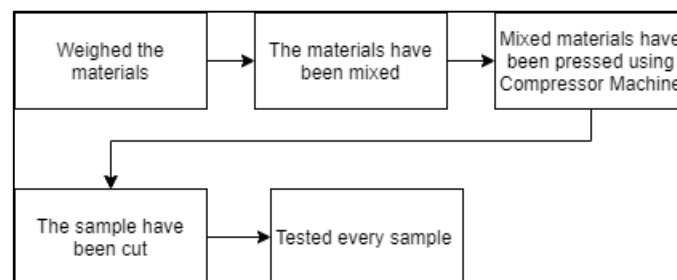 Weighed the
materials
The materials have
been mixed
Mixed materials have
been pressed using
Compressor Machine
The sample have
been cut
Tested every sample